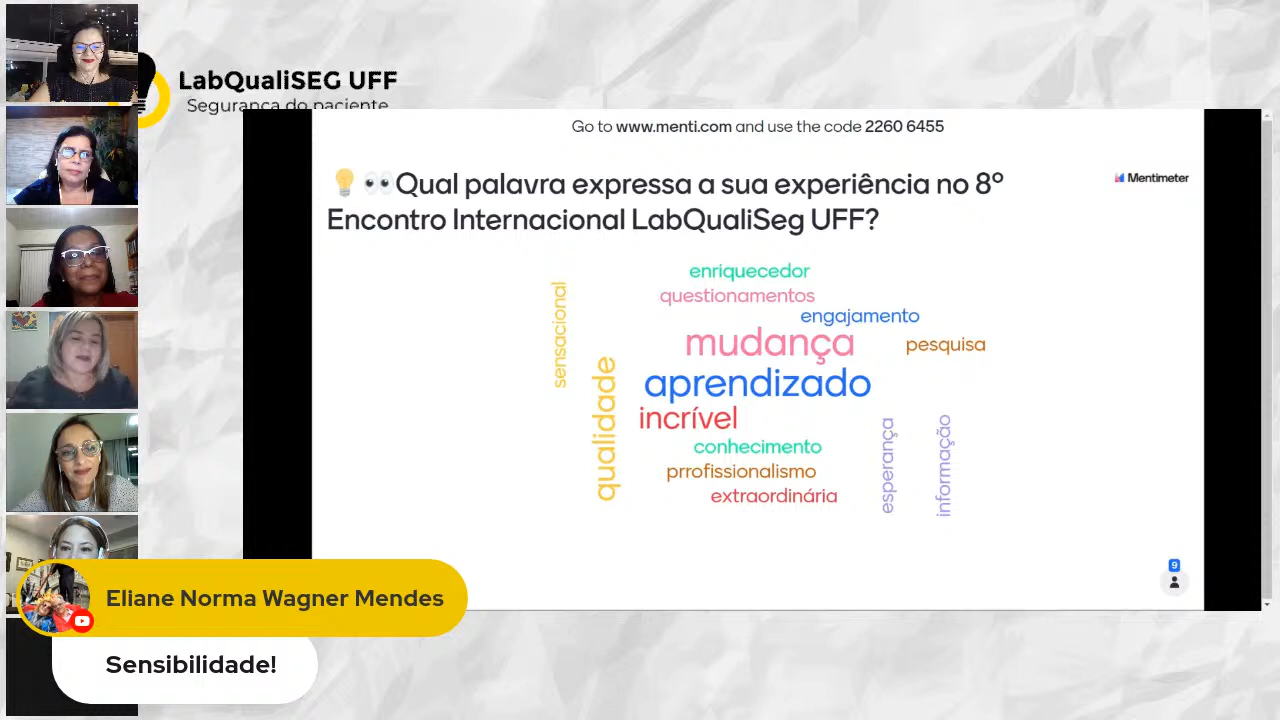 LabQualiSEG UFF
Segurança do paciente
Go to www.menti.com and use the code 2260 6455
Qual palavra expressa a sua experiência no 8º
Encontro Internacional LabQualiSeg UFF?
Mentimeter
enriquecedor
questionamentos
sensacional
engajamento
mudança
pesquisa
qualidade
aprendizado
incrível
conhecimento
prrofissionalismo
extraordinária
esperança
informação
9
Eliane Norma Wagner Mendes
Sensibilidade!